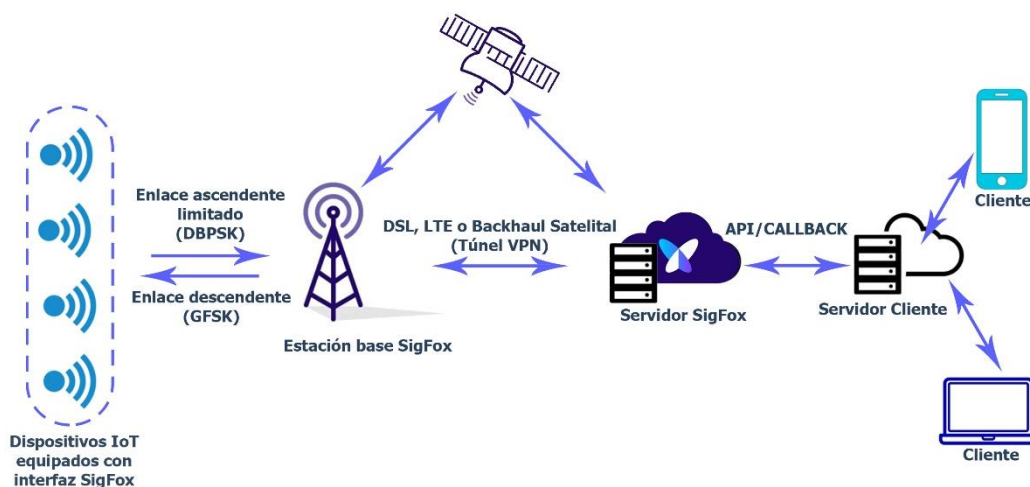 Enlace ascendente
limitado
(DBPSK)
Enlace descendente
(GFSK)
Dispositivos IoT
equipados con
interfaz SigFox
Estación base SigFox
DSL, LTE o Backhaul Satelital
(Túnel VPN)
Servidor SigFox
API/CALLBACK
Servidor Cliente
Cliente
Cliente